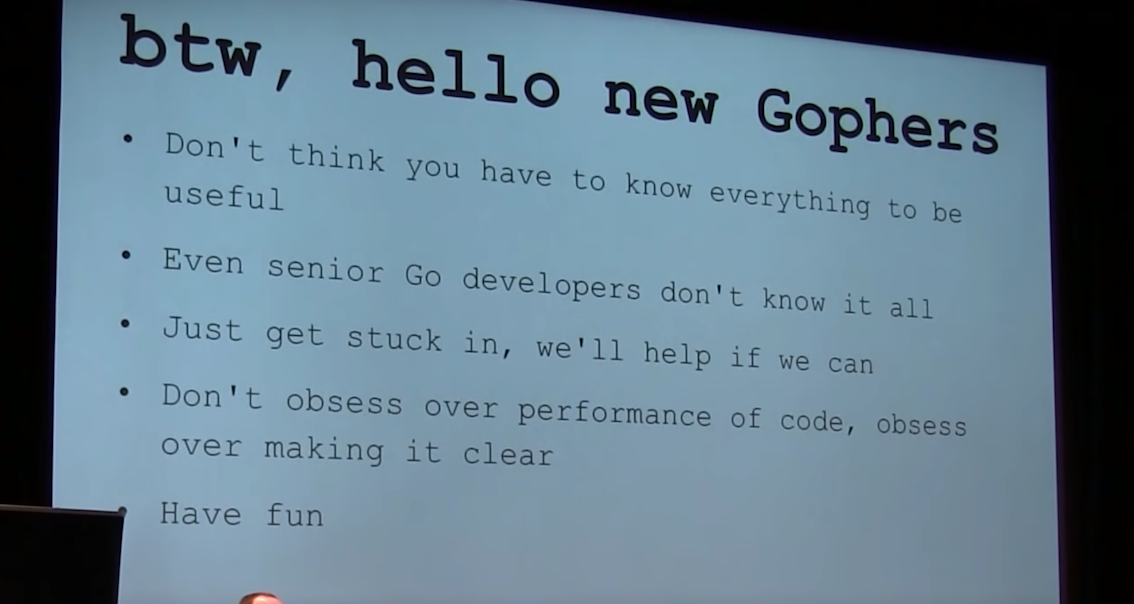 btw, hello new Gophers
• Don't think you have to know everything to be
useful
• Even senior Go developers don't know it all
• Just get stuck in, we'll help if we can
• Don't obsess over performance of code, obsess
over making it clear
• Have fun